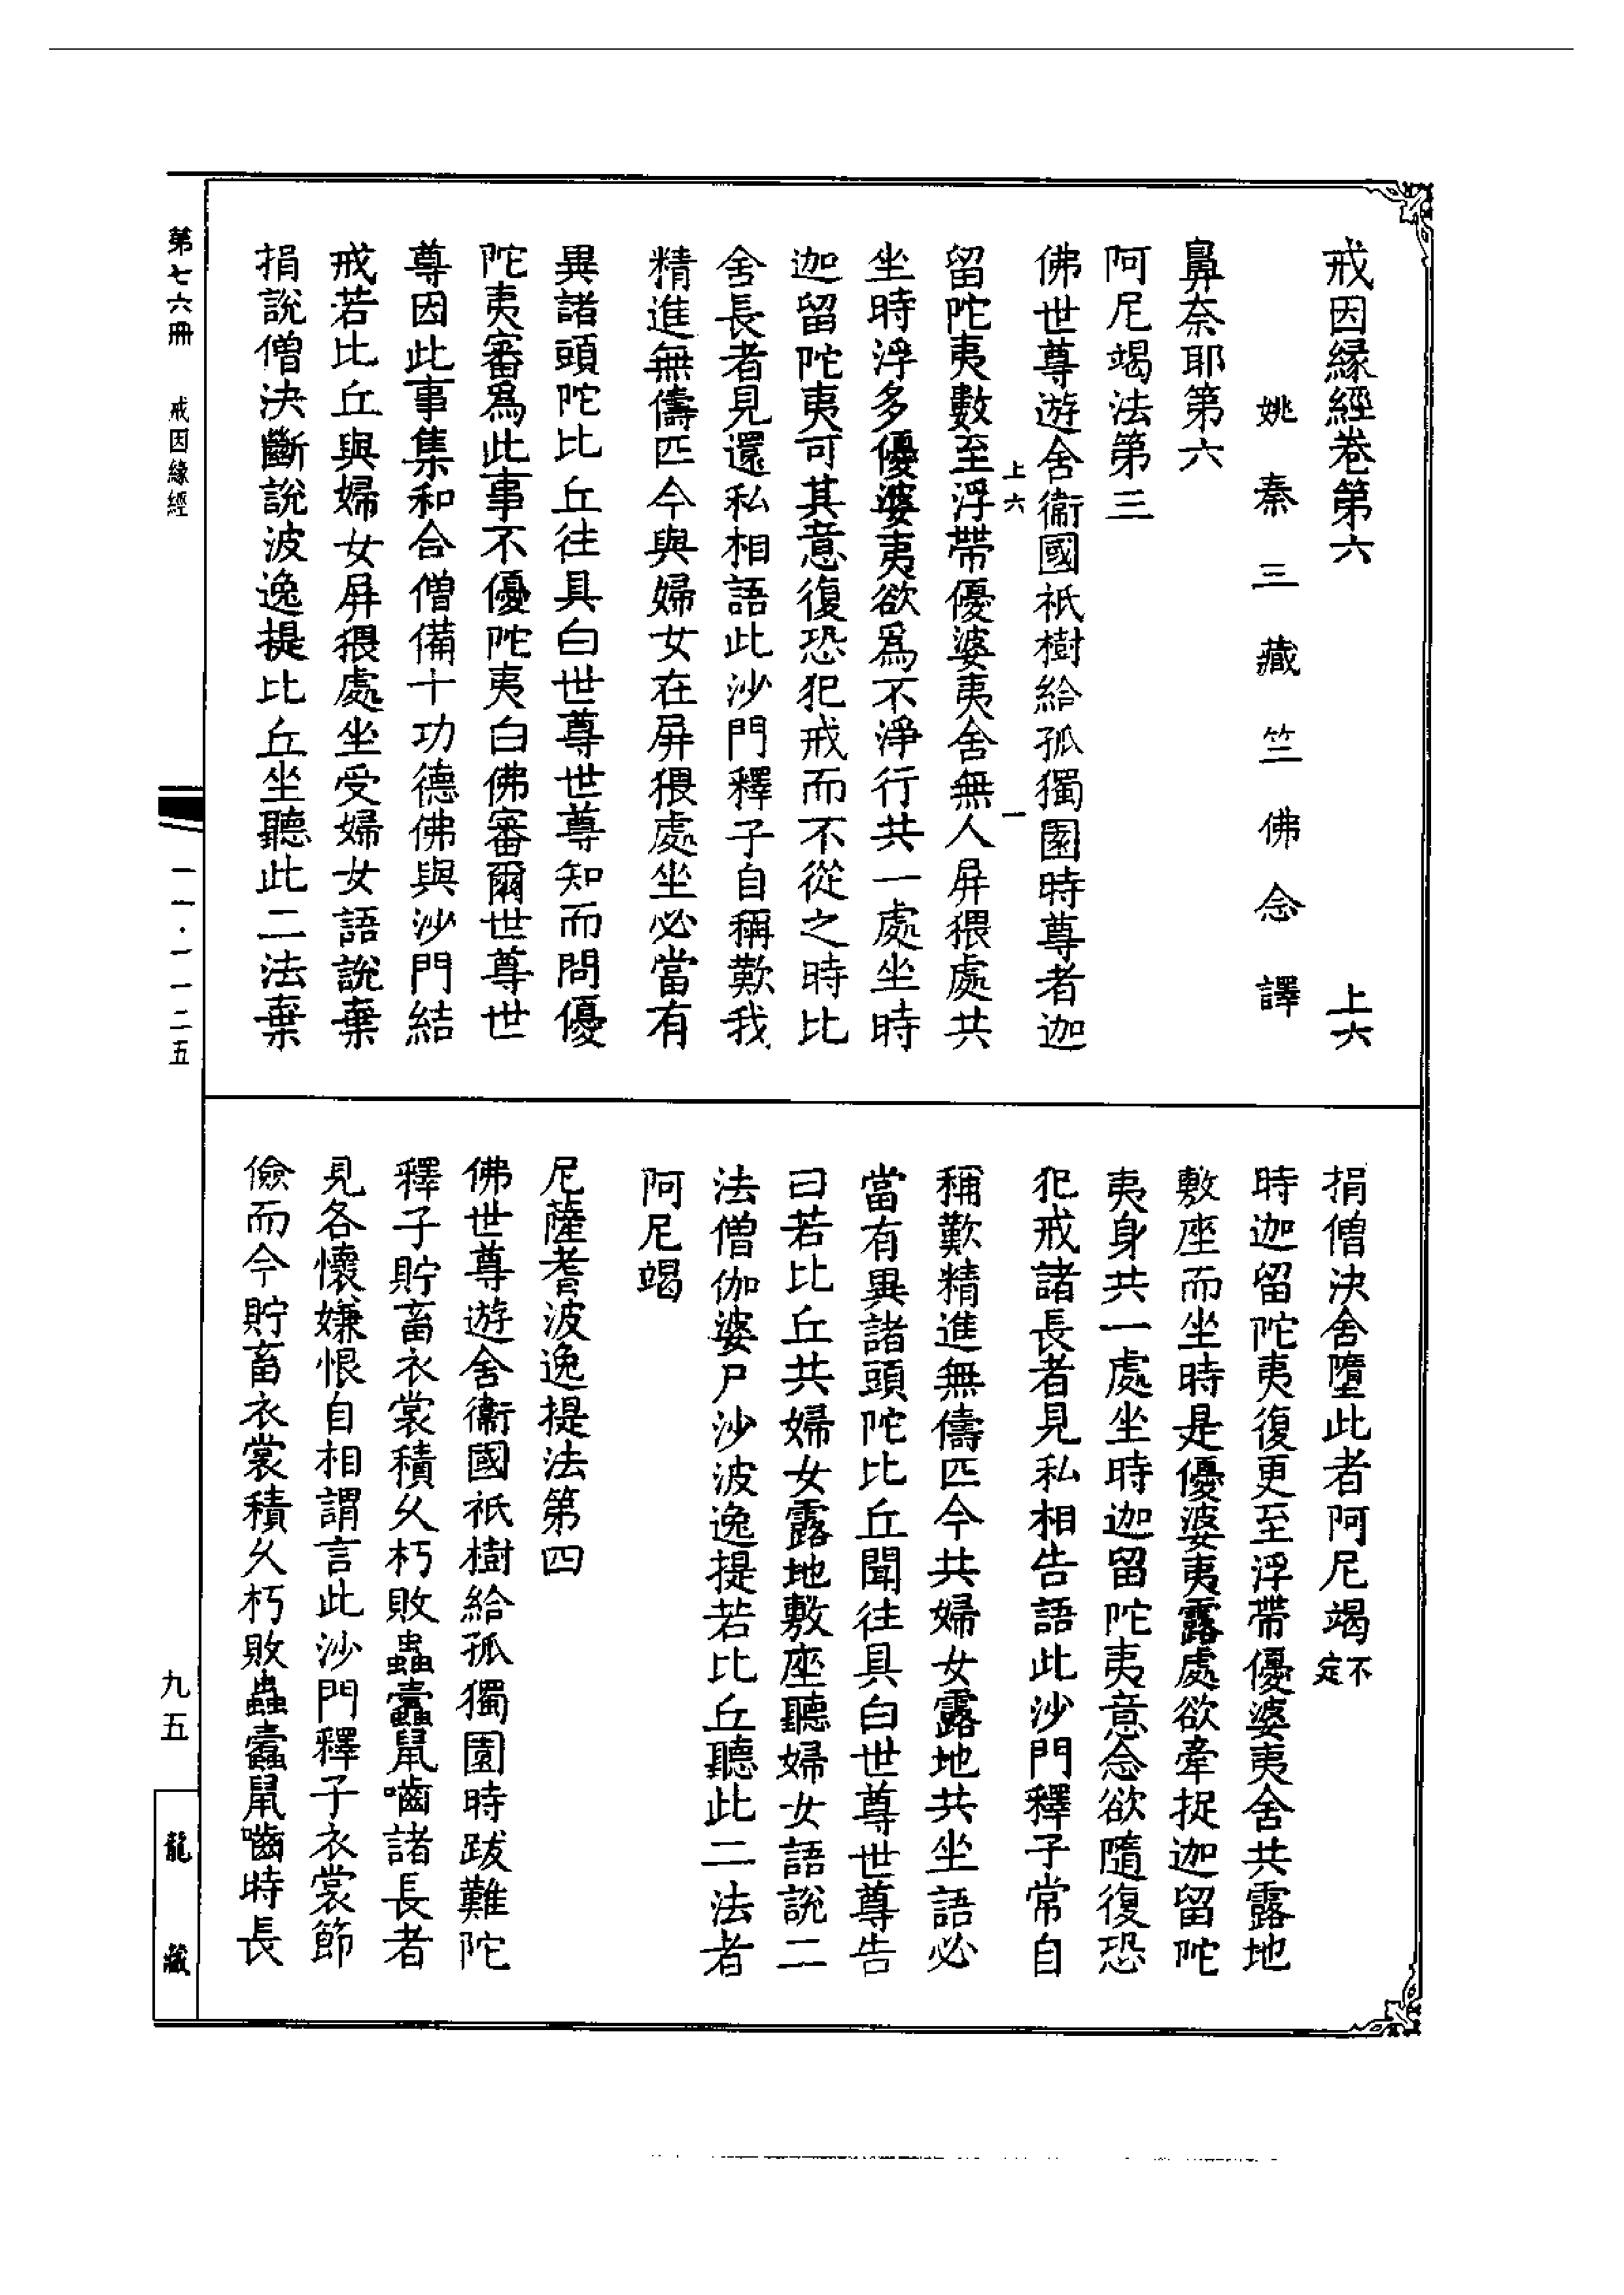 戒因緣經卷第六　上六
姚秦三藏竺佛念譯
鼻奈耶第六
阿尼竭法第三
佛世尊遊舍衞國祇樹給孤獨園時尊者迦
上六　一
留陀夷數至浮帶優婆夷舍無人屏猥處共
坐時浮多優婆夷欲爲不淨行共一處坐時
迦留陀夷可其意復恐犯戒而不從之時比
舍長者見還私相語此沙門釋子自稱歎我
精進無儔匹今與婦女在屏猥處坐必當有
異諸頭陀比丘往具白世尊世尊知而問優
陀夷審爲此事不優陀夷白佛審爾世尊世
尊因此事集和合僧備十功德佛與沙門結
戒若比丘與婦女屏猥處坐受婦女語說棄
捐說僧決斷說波逸提比丘坐聽此二法棄
捐僧決舍墮此者阿尼竭不定
時迦留陀夷復更至浮帶優婆夷舍共露地
敷座而坐時是優婆夷露處欲牽捉迦留陀
夷身共一處坐時迦留陀夷意念欲隨復恐
犯戒諸長者見私相告語此沙門釋子常自
稱歎精進無儔匹今共婦女露地共坐語必
當有異諸頭陀比丘聞往具白世尊世尊告
曰若比丘共婦女露地敷座聽婦女語說二
法僧伽婆尸沙波逸提若比丘聽此二法者
阿尼竭
尼薩耆波逸提法第四
佛世尊遊舍衞國祇樹給孤獨園時跋難陀
釋子貯畜衣裳積久朽敗蟲蠹鼠嚙諸長者
見各懷嫌恨自相謂言此沙門釋子衣裳節
儉而今貯畜衣裳積久朽敗蟲蠹鼠嚙時長
第七六冊　戒因緣經
一一·一一二五
九五
龍藏